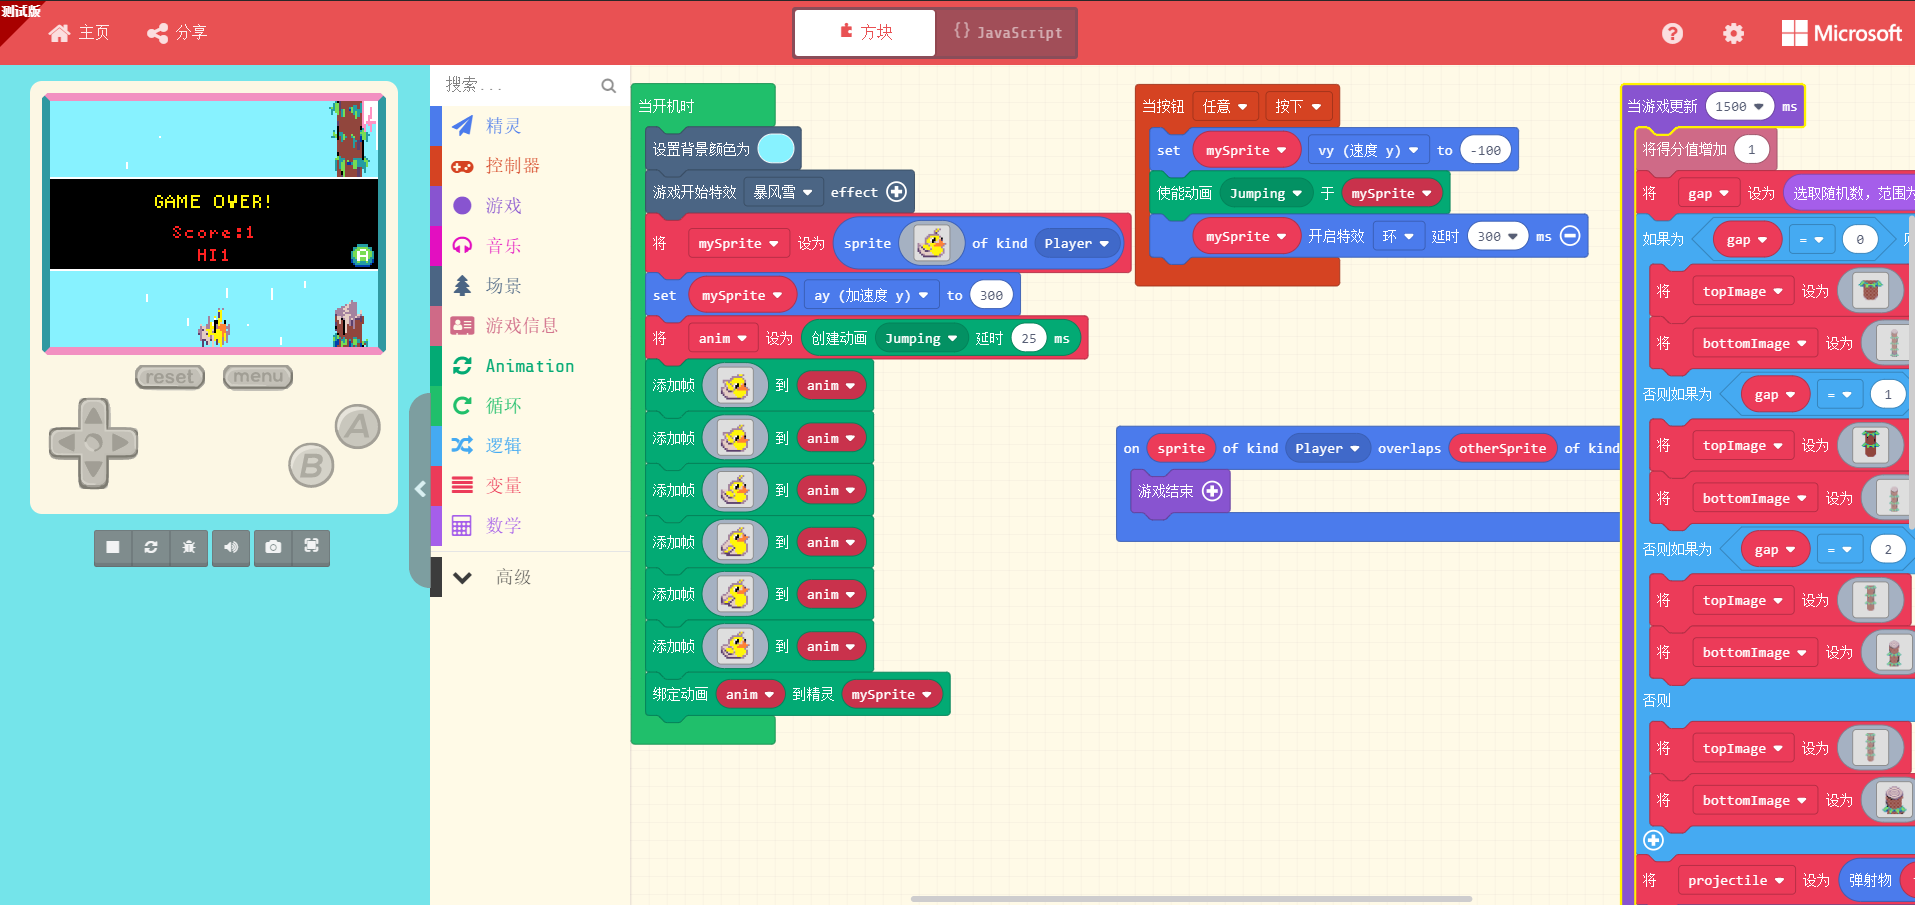 测试版
主页
分享
方块
{} JavaScript
Microsoft
GAME OVER!
Score:1
HI1
A
reset
menu
A
B
搜索...
精灵
控制器
游戏
音乐
场景
游戏信息
Animation
循环
逻辑
变量
数学
高级
当开机时
设置背景颜色为
游戏开始特效 暴风雪 effect
将 mySprite 设为 sprite of kind Player
set mySprite ay (加速度 y) to 300
将 anim 设为 创建动画 Jumping 延时 25 ms
添加帧 到 anim
添加帧 到 anim
添加帧 到 anim
添加帧 到 anim
添加帧 到 anim
添加帧 到 anim
绑定动画 anim 到精灵 mySprite
当按钮 任意 按下
set mySprite vy (速度 y) to -100
使能动画 Jumping 于 mySprite
mySprite 开启特效 环 延时 300 ms
on sprite of kind Player overlaps otherSprite of kind
游戏结束
当游戏更新 1500 ms
将得分值增加 1
将 gap 设为 选取随机数，范围为
如果为 gap = 0
将 topImage 设为
将 bottomImage 设为
否则如果为 gap = 1
将 topImage 设为
将 bottomImage 设为
否则如果为 gap = 2
将 topImage 设为
将 bottomImage 设为
否则
将 topImage 设为
将 bottomImage 设为
将 projectile 设为 弹射物